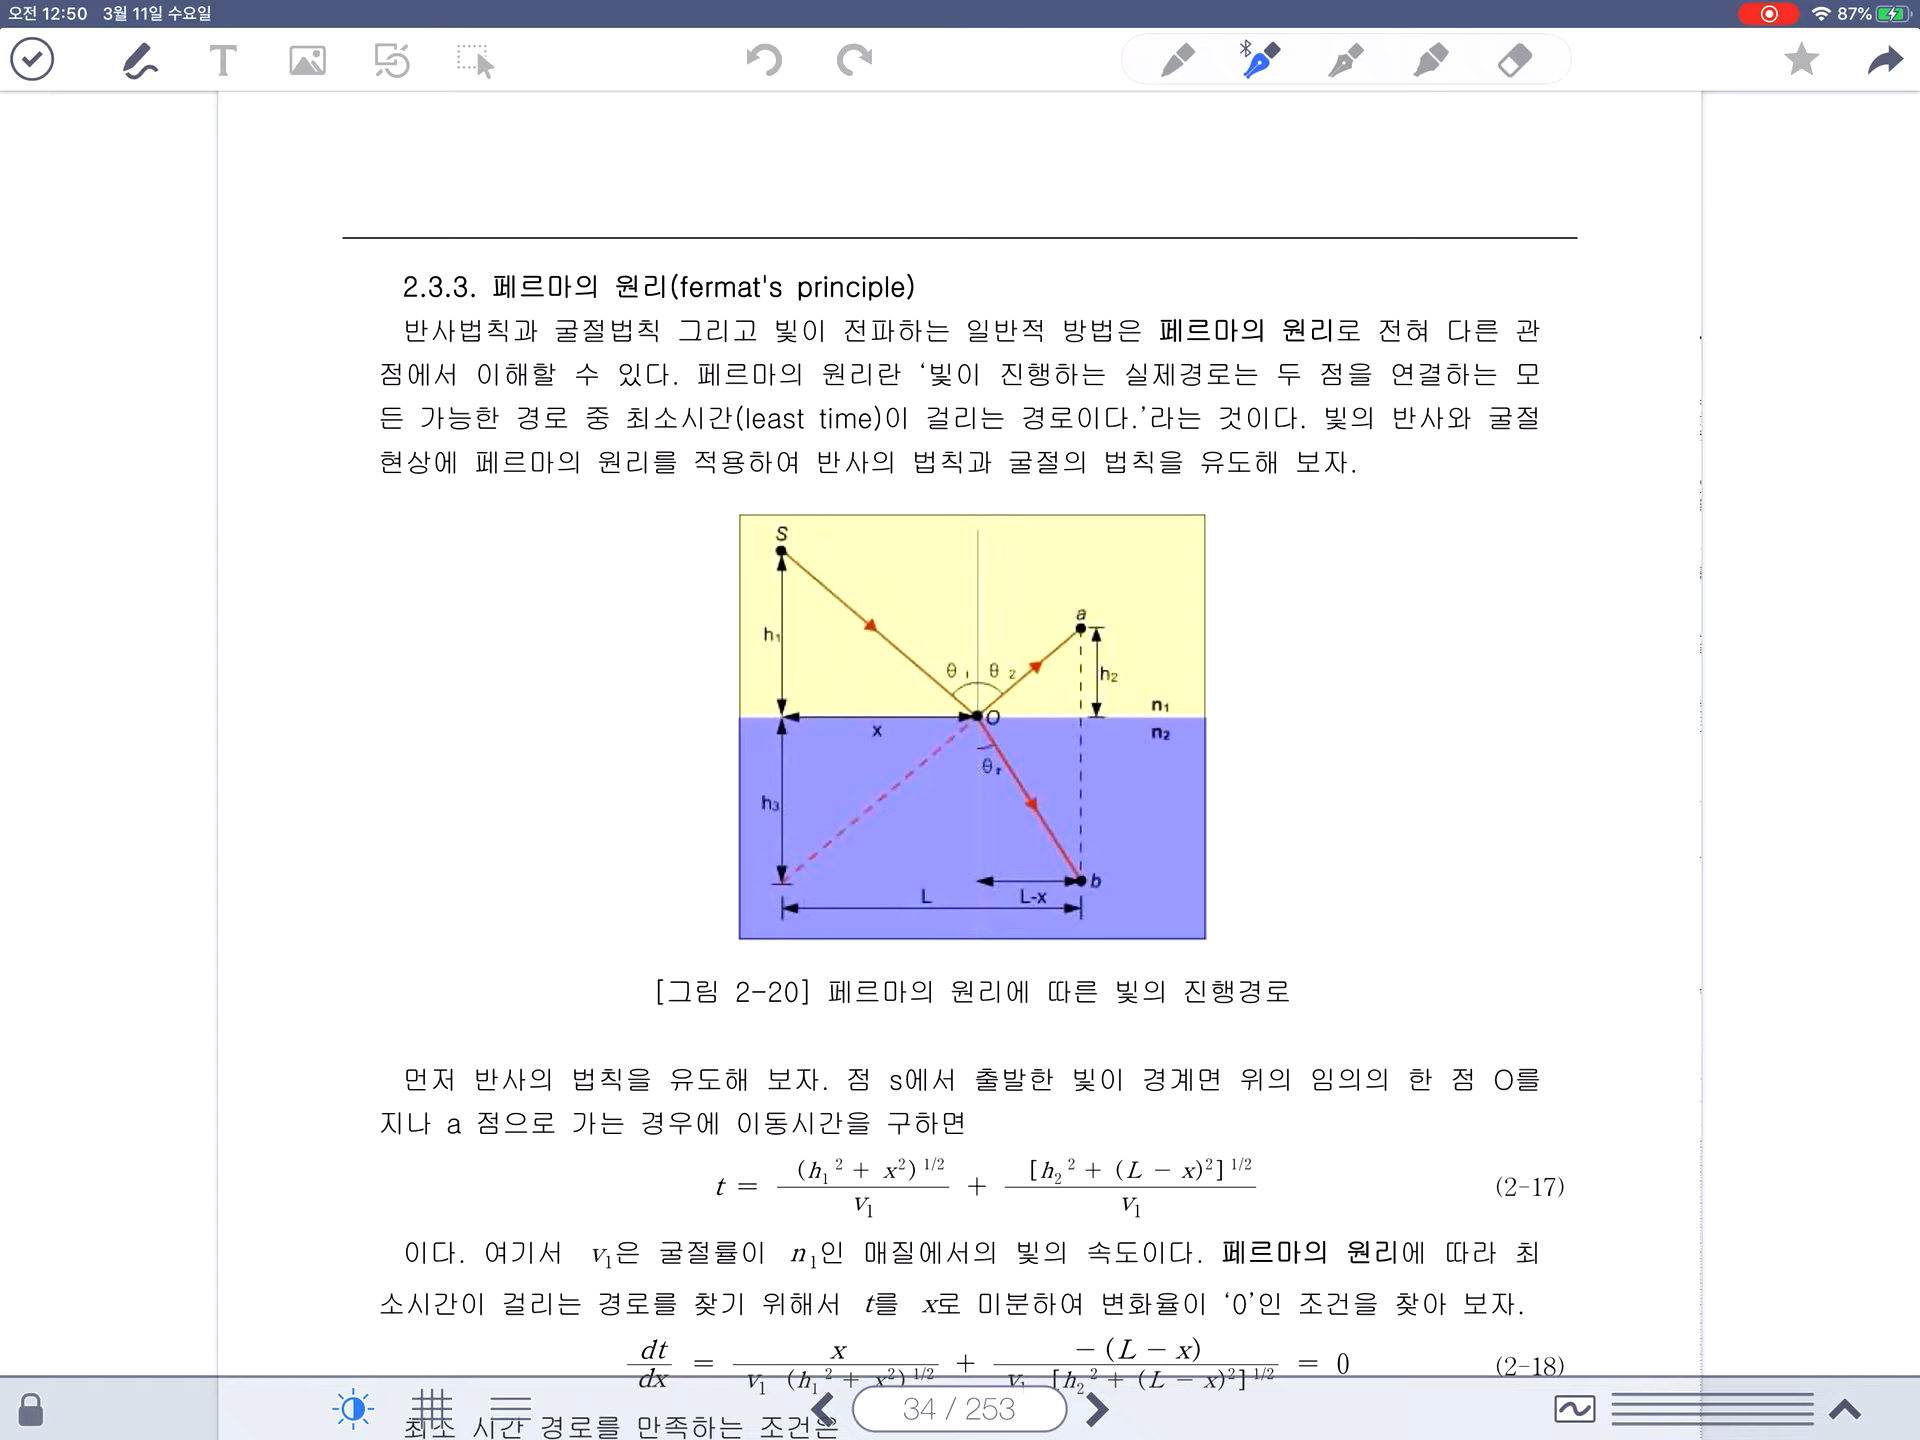 오전 12:50 3월 11일 수요일
87%
T
2.3.3. 페르마의 원리(fermat's principle)
반사법칙과 굴절법칙 그리고 빛이 전파하는 일반적 방법은 페르마의 원리로 전혀 다른 관
점에서 이해할 수 있다. 페르마의 원리란 ‘빛이 진행하는 실제경로는 두 점을 연결하는 모
든 가능한 경로 중 최소시간(least time)이 걸리는 경로이다.’라는 것이다. 빛의 반사와 굴절
현상에 페르마의 원리를 적용하여 반사의 법칙과 굴절의 법칙을 유도해 보자.
S
a
h₁
θ₁ θ₂
h₂
n₁
O
x
n₂
θr
h₃
b
L
L-x
[그림 2-20] 페르마의 원리에 따른 빛의 진행경로
먼저 반사의 법칙을 유도해 보자. 점 s에서 출발한 빛이 경계면 위의 임의의 한 점 O를
지나 a 점으로 가는 경우에 이동시간을 구하면
t = (h₁² + x²)^1/2 / v₁ + [h₂² + (L − x)²]^1/2 / v₁ (2-17)
이다. 여기서 v₁은 굴절률이 n₁인 매질에서의 빛의 속도이다. 페르마의 원리에 따라 최
소시간이 걸리는 경로를 찾기 위해서 t를 x로 미분하여 변화율이 ‘0’인 조건을 찾아 보자.
dt/dx = x / v₁ (h₁² + x²)^1/2 + −(L − x) / v₁ [h₂² + (L − x)²]^1/2 = 0 (2-18)
최소 시간 경로를 만족하는 조건은
34 / 253